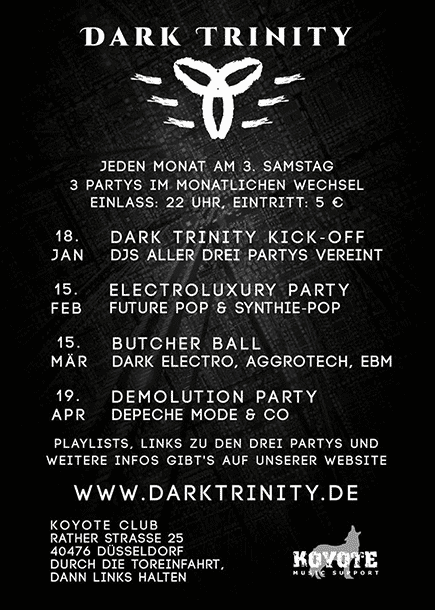 DARK TRINITY
JEDEN MONAT AM 3. SAMSTAG
3 PARTYS IM MONATLICHEN WECHSEL
EINLASS: 22 UHR, EINTRITT: 5 €
18. JAN DARK TRINITY KICK-OFF
DJS ALLER DREI PARTYS VEREINT
15. FEB ELECTROLUXURY PARTY
FUTURE POP & SYNTHIE-POP
15. MÄR BUTCHER BALL
DARK ELECTRO, AGGROTECH, EBM
19. APR DEMOLUTION PARTY
DEPECHE MODE & CO
PLAYLISTS, LINKS ZU DEN DREI PARTYS UND
WEITERE INFOS GIBT'S AUF UNSERER WEBSITE
WWW.DARKTRINITY.DE
KOYOTE CLUB
RATHER STRASSE 25
40476 DÜSSELDORF
DURCH DIE TOREINFAHRT,
DANN LINKS HALTEN
KOYOTE
MUSIC SUPPORT